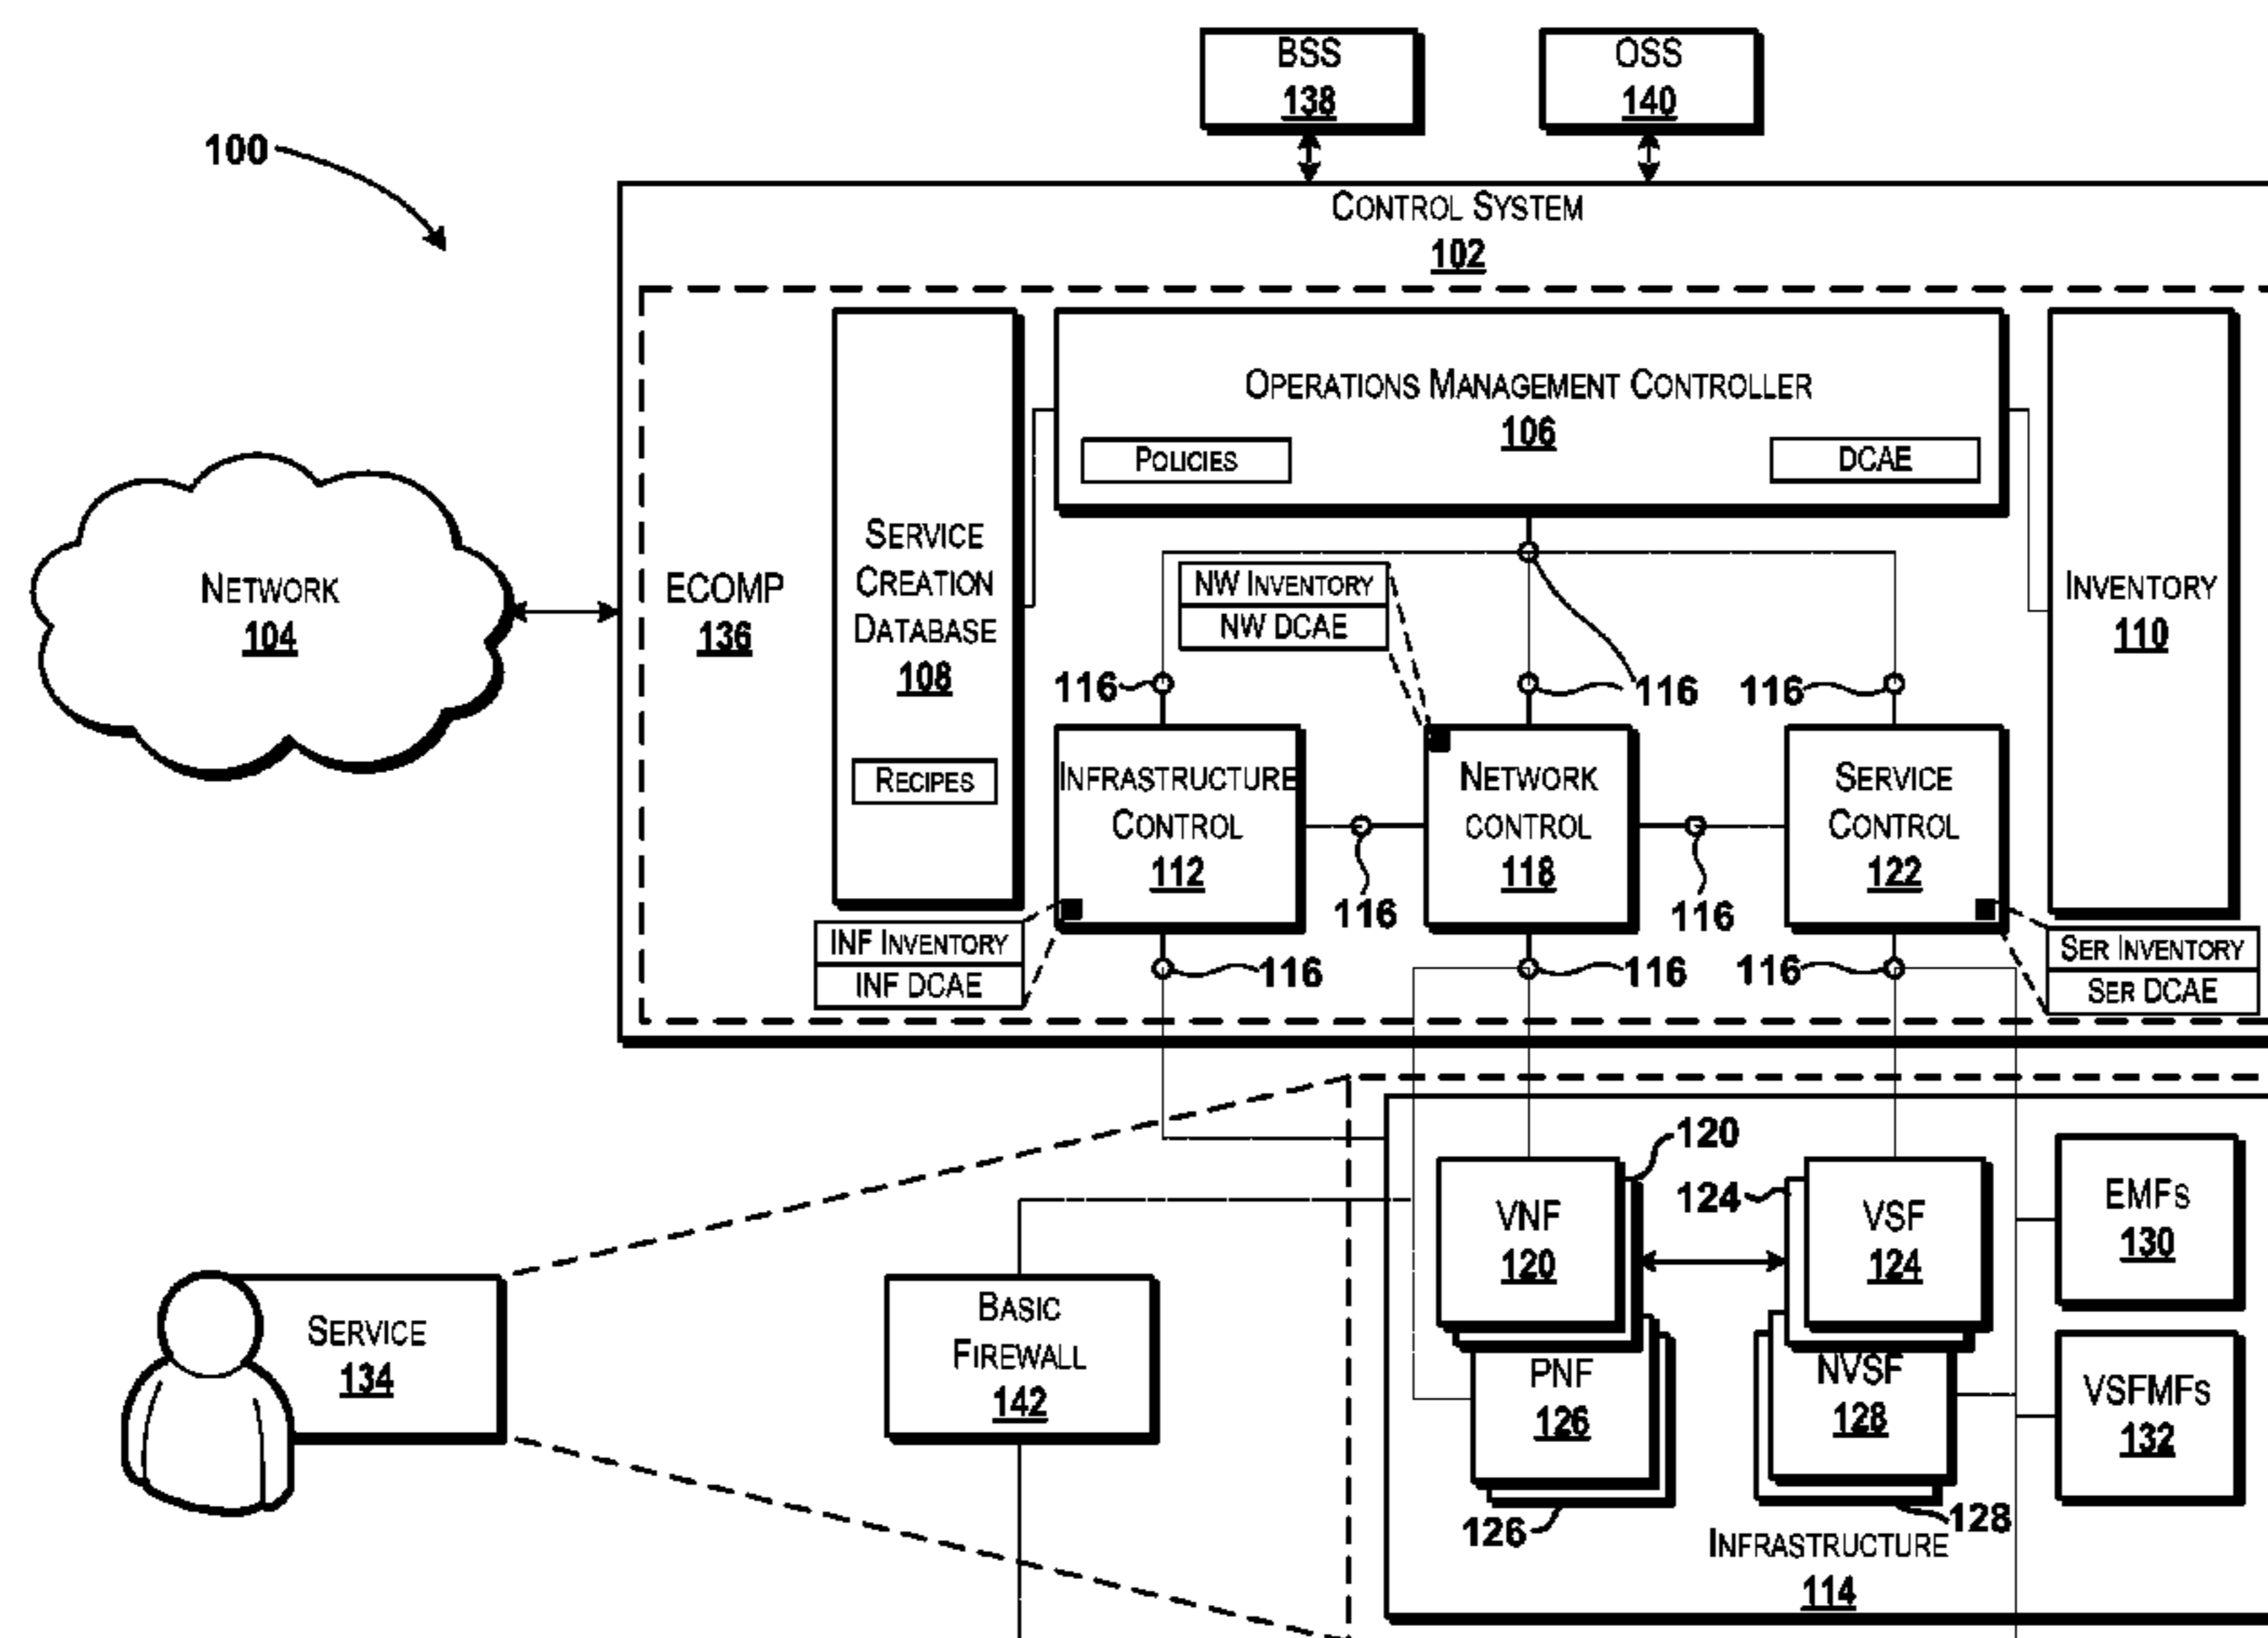 BSS
138
OSS
140
100
CONTROL SYSTEM
102
OPERATIONS MANAGEMENT CONTROLLER
106
POLICIES
DCAE
SERVICE
CREATION
DATABASE
108
RECIPES
ECOMP
136
NETWORK
104
INVENTORY
110
NW INVENTORY
NW DCAE
116
116
116
INFRASTRUCTURE
CONTROL
112
NETWORK
CONTROL
118
SERVICE
CONTROL
122
116
116
INF INVENTORY
INF DCAE
SER INVENTORY
SER DCAE
116
116
116
120
124
VNF
120
VSF
124
EMFS
130
PNF
126
NVSF
128
VSFMFS
132
126
128
INFRASTRUCTURE
114
BASIC
FIREWALL
142
SERVICE
134